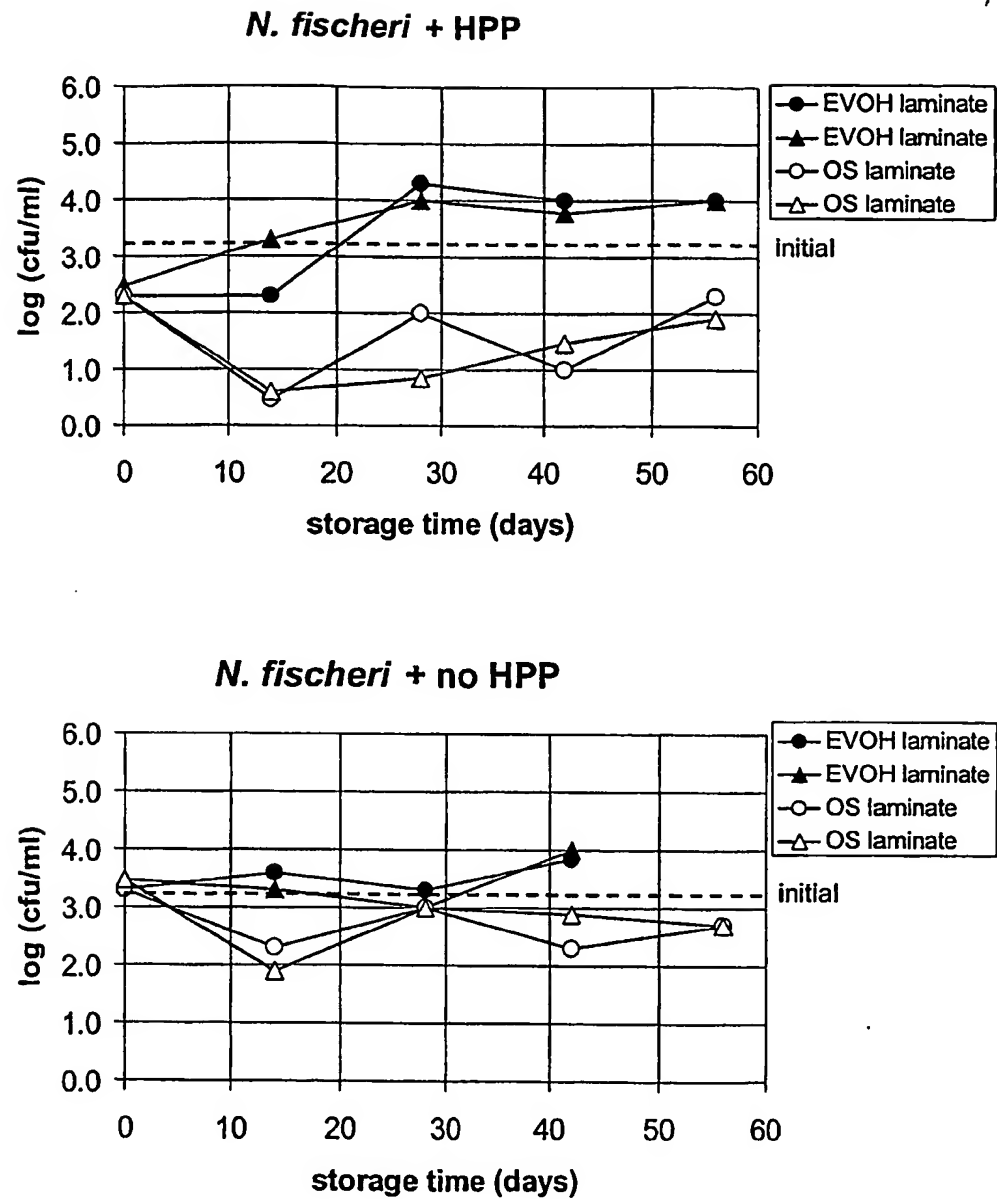 N. fischeri + HPP
6.0
5.0
4.0
3.0
2.0
1.0
0.0
log (cfu/ml)
0 10 20 30 40 50 60
storage time (days)
EVOH laminate
EVOH laminate
OS laminate
OS laminate
initial
N. fischeri + no HPP
6.0
5.0
4.0
3.0
2.0
1.0
0.0
log (cfu/ml)
0 10 20 30 40 50 60
storage time (days)
EVOH laminate
EVOH laminate
OS laminate
OS laminate
initial